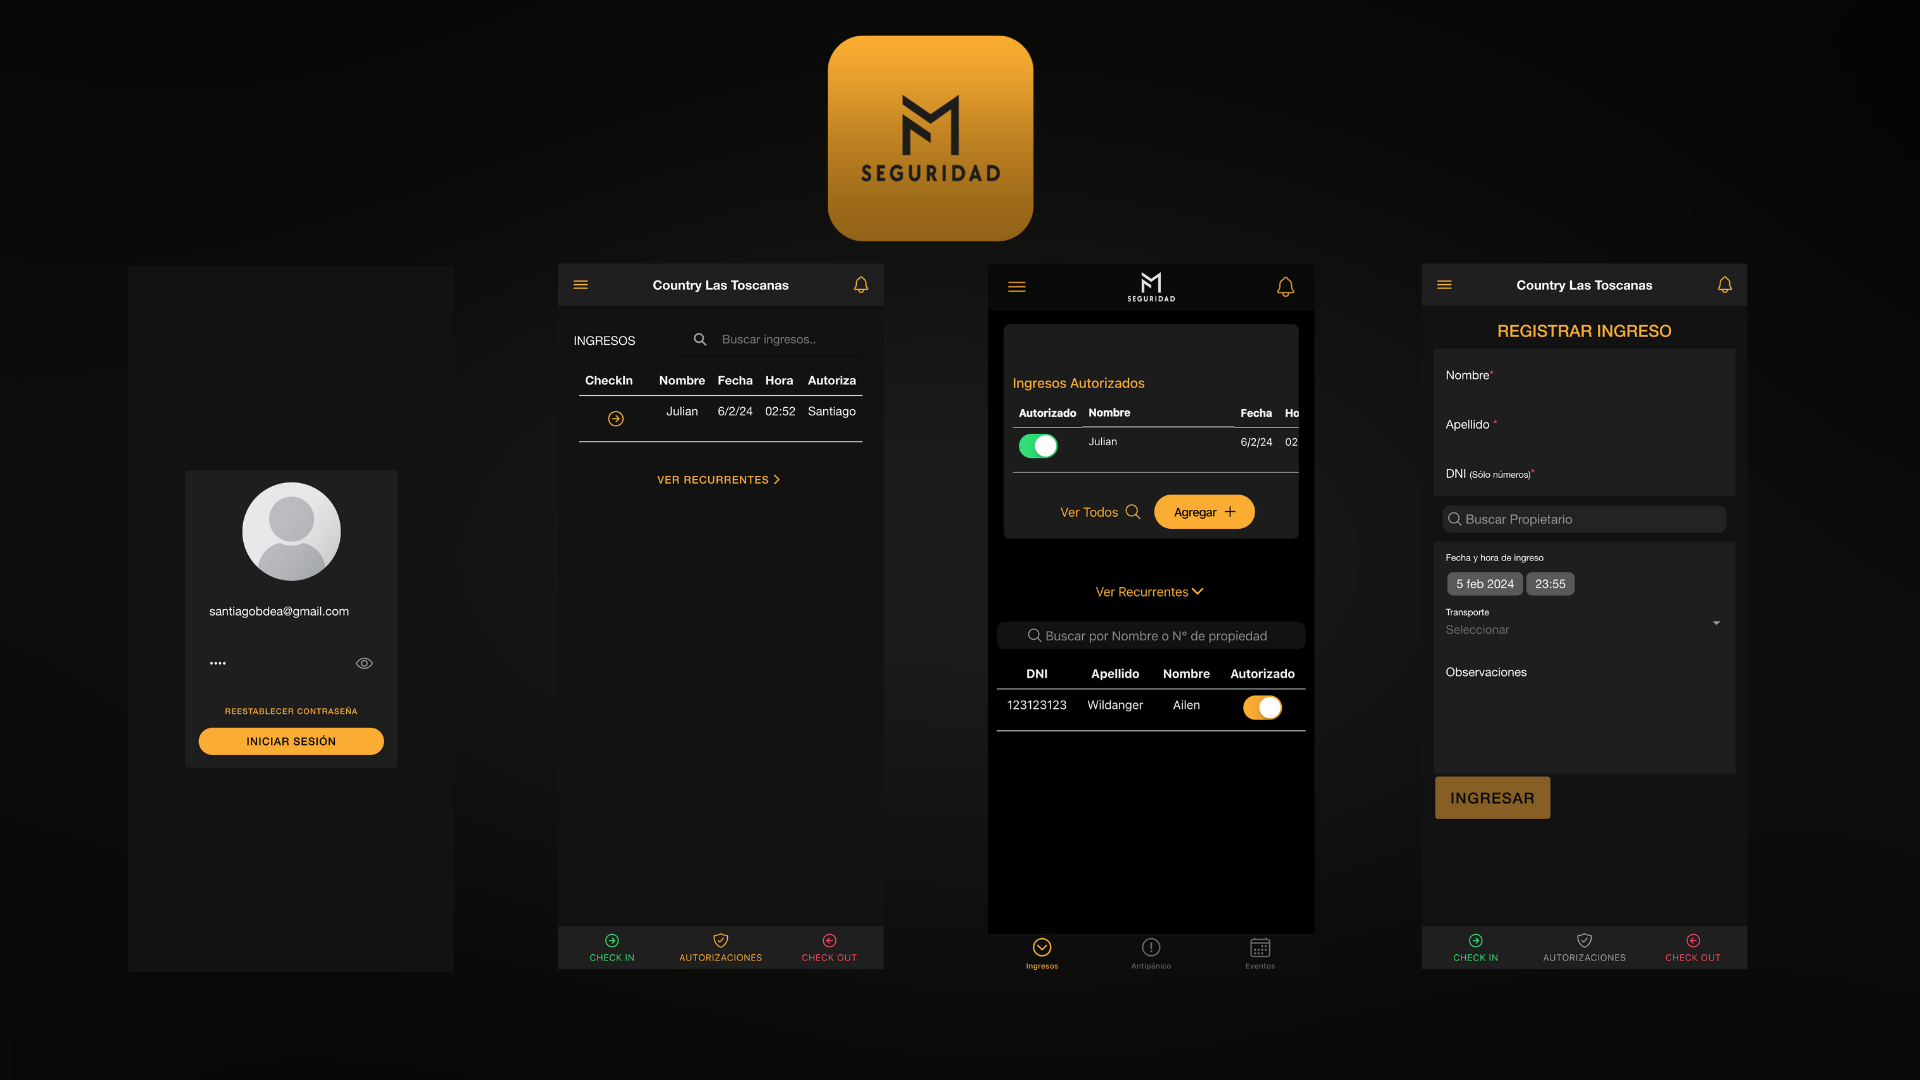 SEGURIDAD
santiagobdea@gmail.com
••••
REESTABLECER CONTRASEÑA
INICIAR SESIÓN
Country Las Toscanas
INGRESOS
Buscar ingresos..
CheckIn Nombre Fecha Hora Autoriza
Julian 6/2/24 02:52 Santiago
VER RECURRENTES
CHECK IN AUTORIZACIONES CHECK OUT
SEGURIDAD
Ingresos Autorizados
Autorizado Nombre Fecha Ho
Julian 6/2/24 02
Ver Todos Agregar +
Ver Recurrentes
Buscar por Nombre o N° de propiedad
DNI Apellido Nombre Autorizado
123123123 Wildanger Ailen
Ingresos Antipánico Eventos
Country Las Toscanas
REGISTRAR INGRESO
Nombre*
Apellido *
DNI (Sólo números)*
Buscar Propietario
Fecha y hora de ingreso
5 feb 2024 23:55
Transporte
Seleccionar
Observaciones
INGRESAR
CHECK IN AUTORIZACIONES CHECK OUT